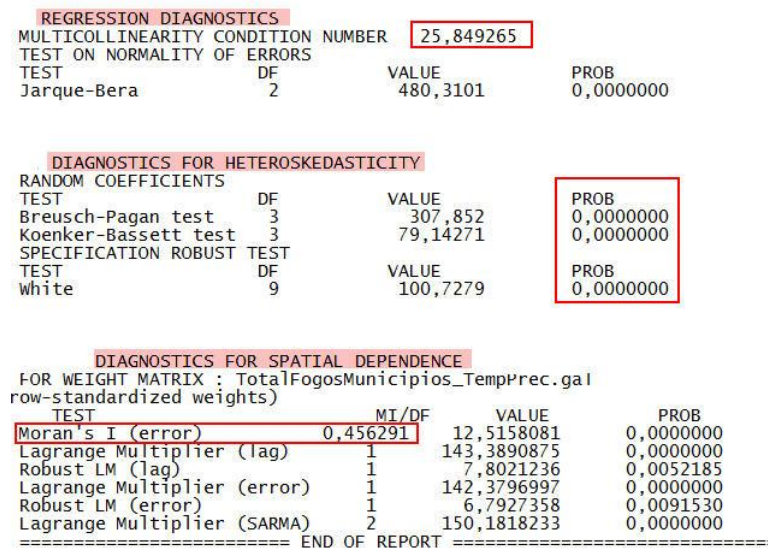 REGRESSION DIAGNOSTICS
MULTICOLLINEARITY CONDITION NUMBER 25,849265
TEST ON NORMALITY OF ERRORS
TEST DF VALUE PROB
Jarque-Bera 2 480,3101 0,0000000
DIAGNOSTICS FOR HETEROSKEDASTICITY
RANDOM COEFFICIENTS
TEST DF VALUE PROB
Breusch-Pagan test 3 307,852 0,0000000
Koenker-Bassett test 3 79,14271 0,0000000
SPECIFICATION ROBUST TEST
TEST DF VALUE PROB
White 9 100,7279 0,0000000
DIAGNOSTICS FOR SPATIAL DEPENDENCE
FOR WEIGHT MATRIX : TotalFogosMunicipios_TempPrec.gal
row-standardized weights)
TEST MI/DF VALUE PROB
Moran's I (error) 0,456291 12,5158081 0,0000000
Lagrange Multiplier (lag) 1 143,3890875 0,0000000
Robust LM (lag) 1 7,8021236 0,0052185
Lagrange Multiplier (error) 1 142,3796997 0,0000000
Robust LM (error) 1 6,7927358 0,0091530
Lagrange Multiplier (SARMA) 2 150,1818233 0,0000000
========================== END OF REPORT ==============================